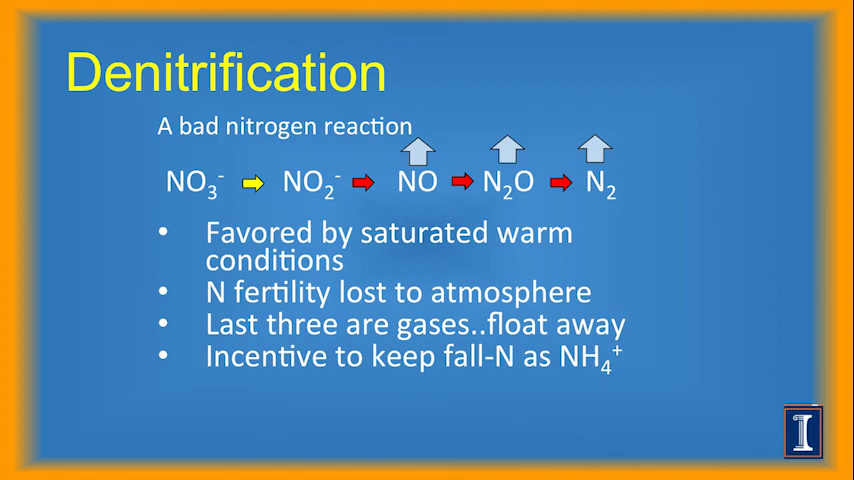 Denitrification
A bad nitrogen reaction
NO₃⁻ NO₂⁻ NO N₂O N₂
• Favored by saturated warm
conditions
• N fertility lost to atmosphere
• Last three are gases..float away
• Incentive to keep fall-N as NH₄⁺
I